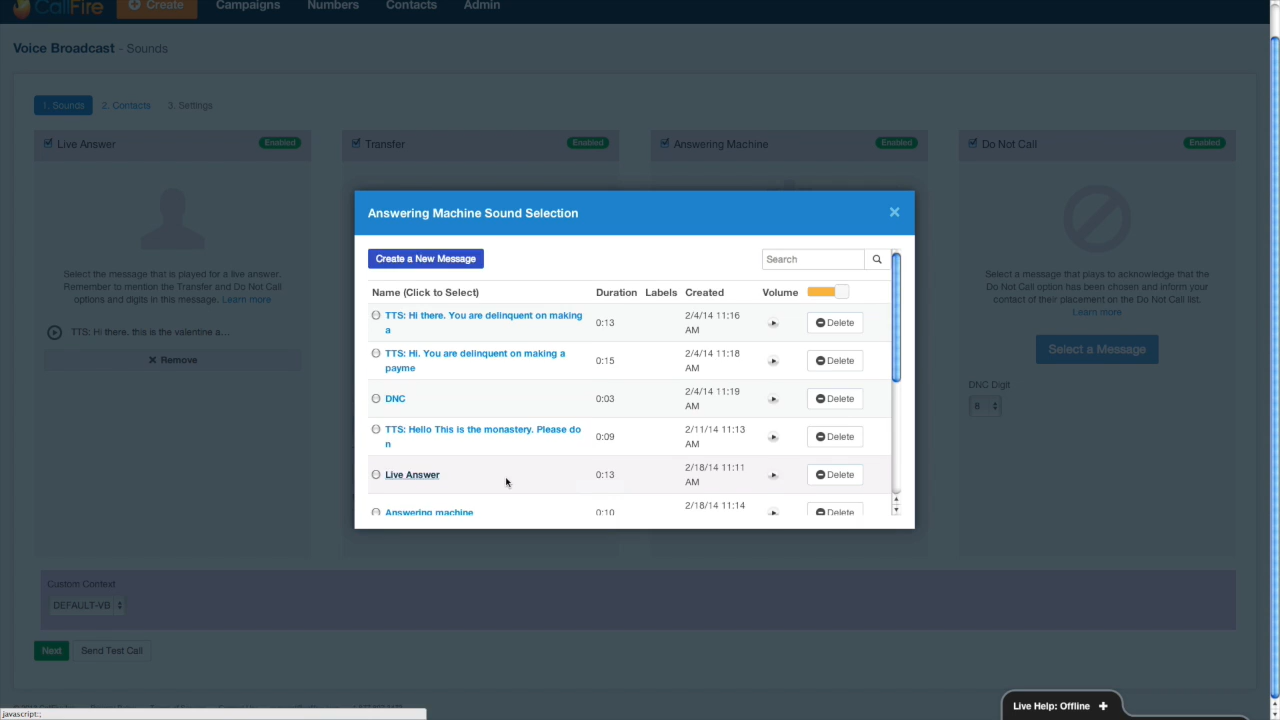 CallFire
Create
Campaigns
Numbers
Contacts
Admin
Voice Broadcast - Sounds
1. Sounds
2. Contacts
3. Settings
Live Answer
Enabled
Transfer
Enabled
Answering Machine
Enabled
Do Not Call
Enabled
Select the message that is played for a live answer.
Remember to mention the Transfer and Do Not Call
options and digits in this message. Learn more
TTS: Hi there, this is the valentine a...
Remove
Answering Machine Sound Selection
Create a New Message
Search
Name (Click to Select)
Duration
Labels
Created
Volume
TTS: Hi there. You are delinquent on making
a
0:13
2/4/14 11:16
AM
Delete
TTS: Hi. You are delinquent on making a
payme
0:15
2/4/14 11:18
AM
Delete
DNC
0:03
2/4/14 11:19
AM
Delete
TTS: Hello This is the monastery. Please do
n
0:09
2/11/14 11:13
AM
Delete
Live Answer
0:13
2/18/14 11:11
AM
Delete
Answering machine
0:10
2/18/14 11:14
Delete
Select a message that plays to acknowledge that the
Do Not Call option has been chosen and inform your
contact of their placement on the Do Not Call list.
Learn more
Select a Message
DNC Digit
Custom Context
DEFAULT-VB
Next
Send Test Call
Live Help: Offline
javascript:;